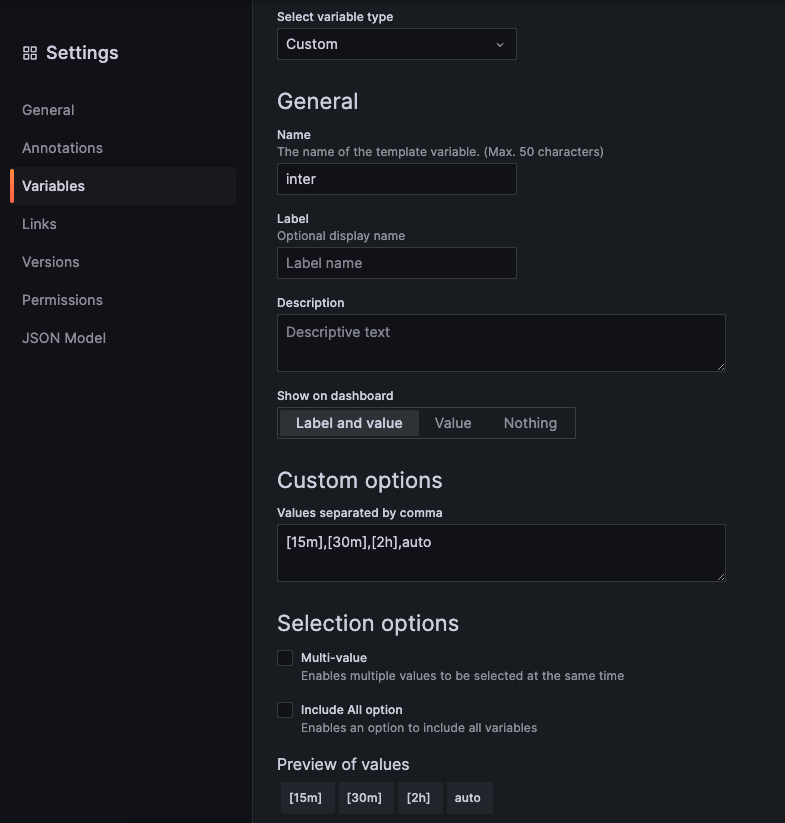 Settings
General
Annotations
Variables
Links
Versions
Permissions
JSON Model
Select variable type
Custom
General
Name
The name of the template variable. (Max. 50 characters)
inter
Label
Optional display name
Label name
Description
Descriptive text
Show on dashboard
Label and value Value Nothing
Custom options
Values separated by comma
[15m],[30m],[2h],auto
Selection options
Multi-value
Enables multiple values to be selected at the same time
Include All option
Enables an option to include all variables
Preview of values
[15m] [30m] [2h] auto